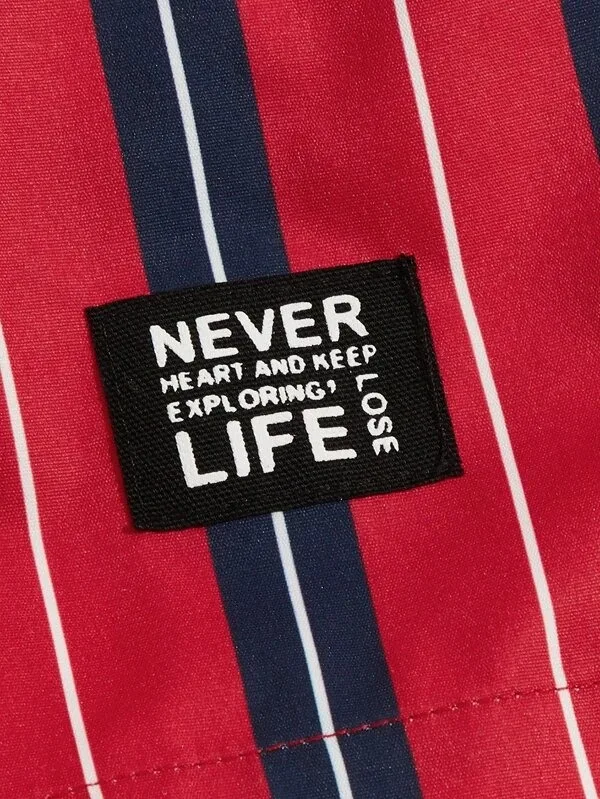 NEVER
HEART AND KEEP
EXPLORING'
LIFE
LOSE